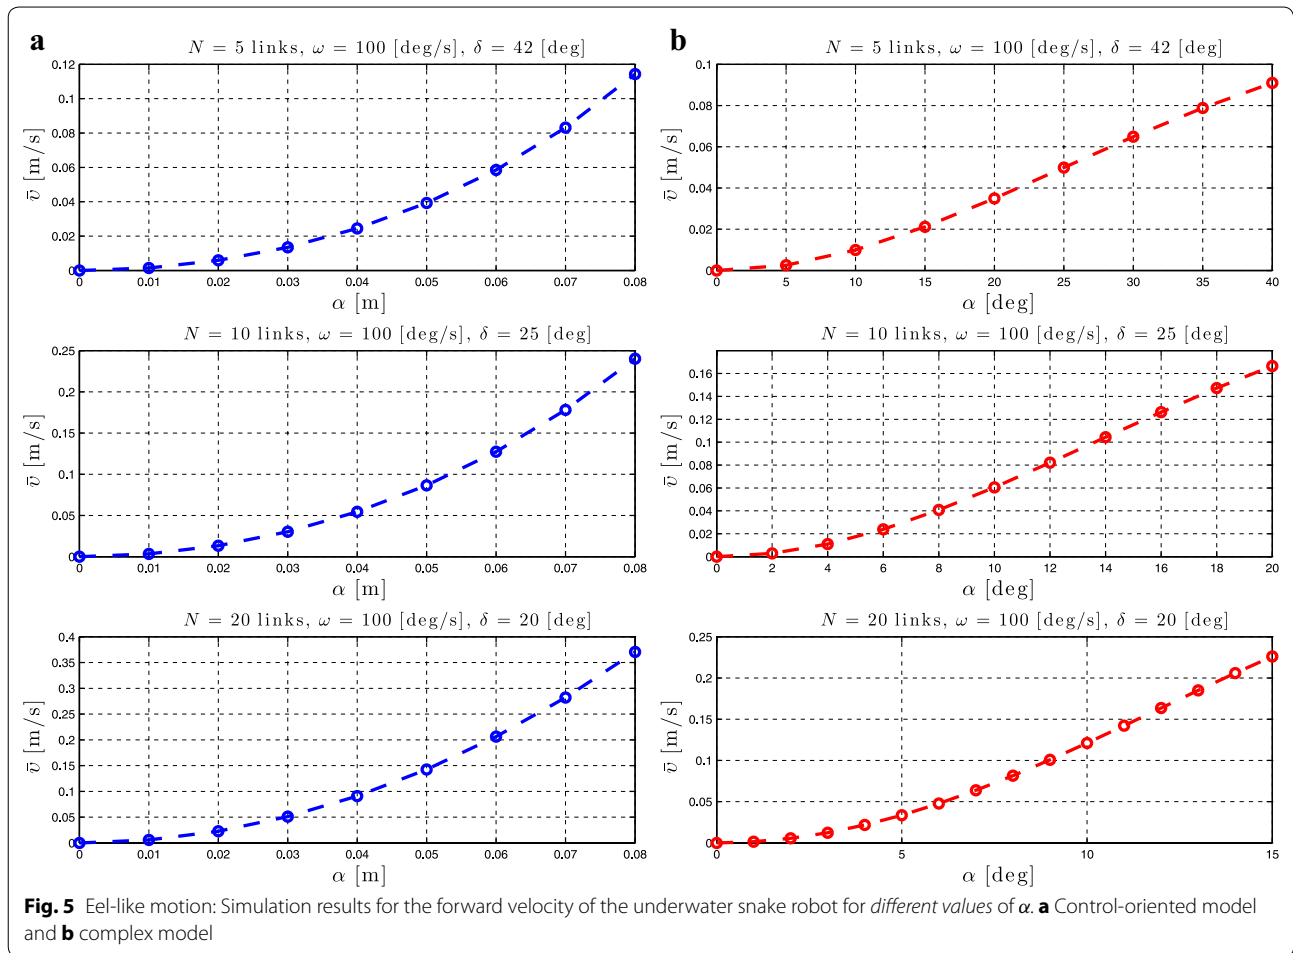 a
N = 5 links, ω = 100 [deg/s], δ = 42 [deg]
v̄ [m/s]
0.12
0.1
0.08
0.06
0.04
0.02
0
0 0.01 0.02 0.03 0.04 0.05 0.06 0.07 0.08
α [m]
N = 10 links, ω = 100 [deg/s], δ = 25 [deg]
v̄ [m/s]
0.25
0.2
0.15
0.1
0.05
0
0 0.01 0.02 0.03 0.04 0.05 0.06 0.07 0.08
α [m]
N = 20 links, ω = 100 [deg/s], δ = 20 [deg]
v̄ [m/s]
0.4
0.35
0.3
0.25
0.2
0.15
0.1
0.05
0
0 0.01 0.02 0.03 0.04 0.05 0.06 0.07 0.08
α [m]
b
N = 5 links, ω = 100 [deg/s], δ = 42 [deg]
v̄ [m/s]
0.1
0.08
0.06
0.04
0.02
0
0 5 10 15 20 25 30 35 40
α [deg]
N = 10 links, ω = 100 [deg/s], δ = 25 [deg]
v̄ [m/s]
0.16
0.14
0.12
0.1
0.08
0.06
0.04
0.02
0
0 2 4 6 8 10 12 14 16 18 20
α [deg]
N = 20 links, ω = 100 [deg/s], δ = 20 [deg]
v̄ [m/s]
0.25
0.2
0.15
0.1
0.05
0
0 5 10 15
α [deg]
Fig. 5 Eel-like motion: Simulation results for the forward velocity of the underwater snake robot for different values of α. a Control-oriented model
and b complex model